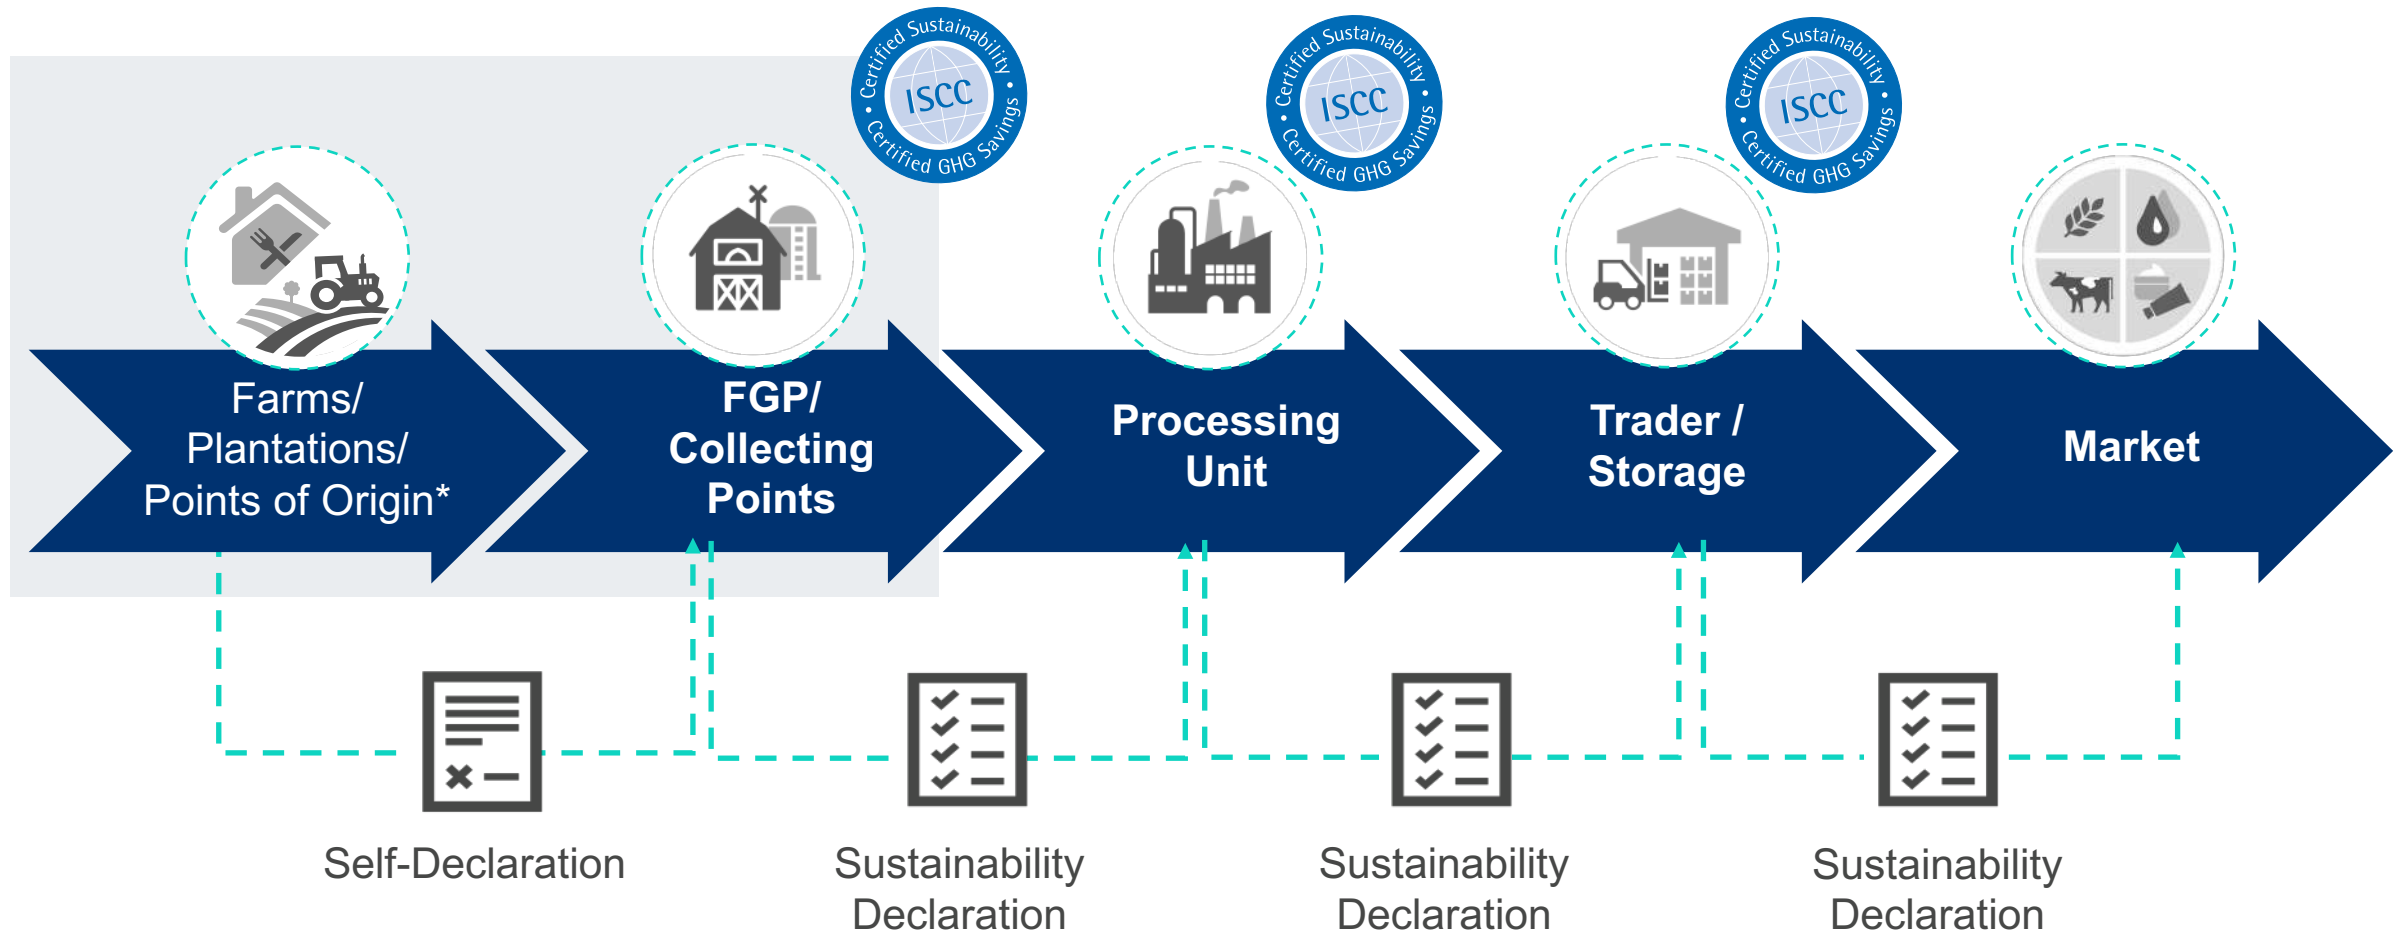 Certified Sustainability
ISCC
Certified GHG Savings
Certified Sustainability
ISCC
Certified GHG Savings
Certified Sustainability
ISCC
Certified GHG Savings
Farms/
Plantations/
Points of Origin*
FGP/
Collecting
Points
Processing
Unit
Trader /
Storage
Market
Self-Declaration
Sustainability
Declaration
Sustainability
Declaration
Sustainability
Declaration